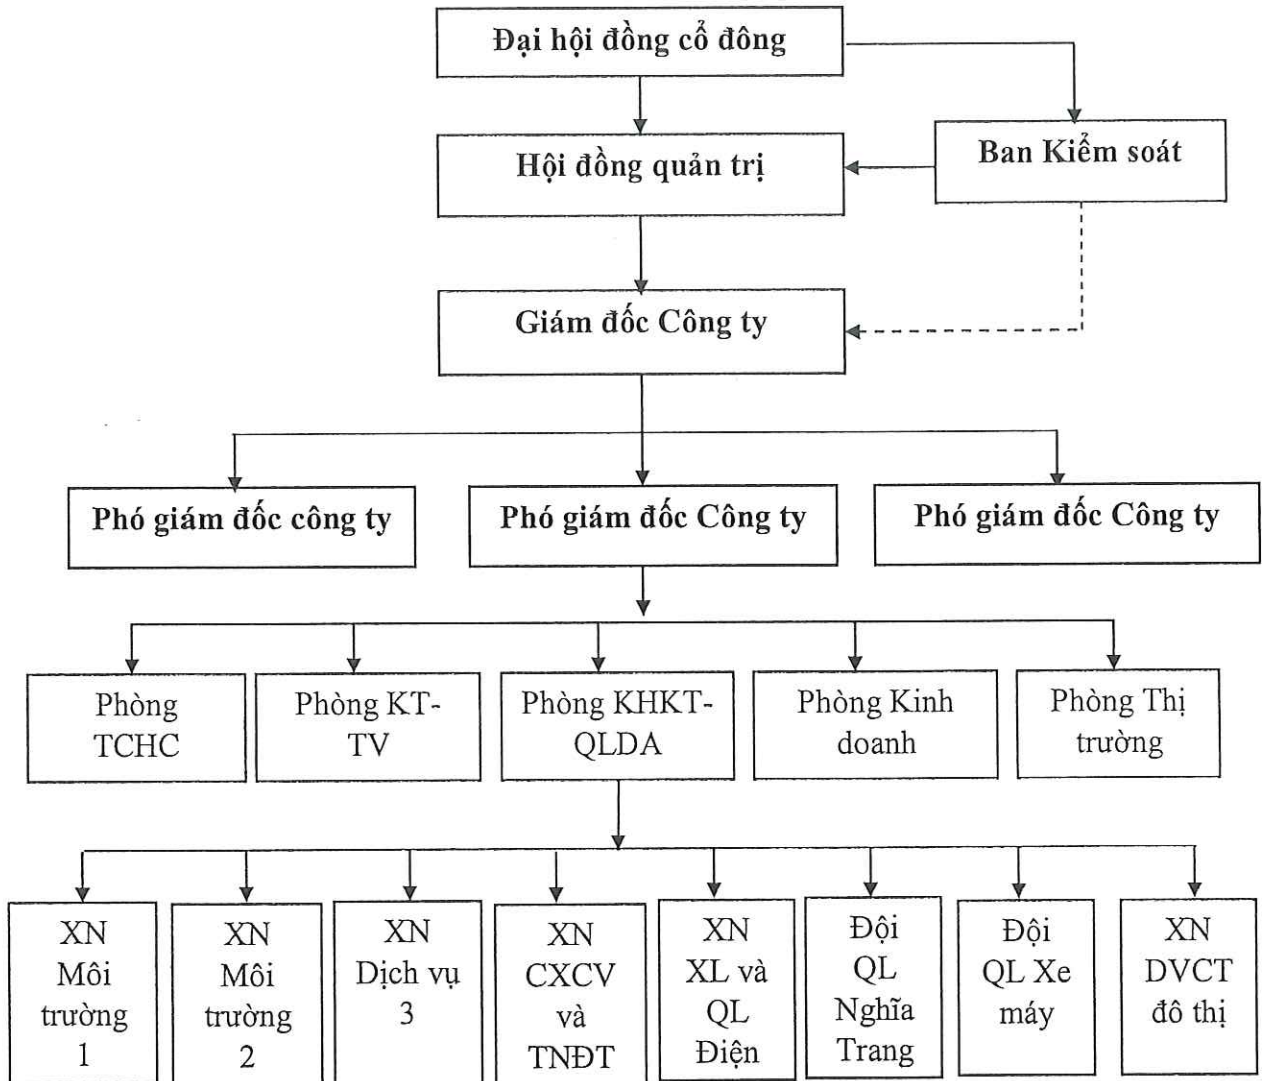 Đại hội đồng cổ đông
Ban Kiểm soát
Hội đồng quản trị
Giám đốc Công ty
Phó giám đốc công ty
Phó giám đốc Công ty
Phó giám đốc Công ty
Phòng
TCHC
Phòng KT-
TV
Phòng KHKT-
QLDA
Phòng Kinh
doanh
Phòng Thị
trường
XN
Môi
trường
1
XN
Môi
trường
2
XN
Dịch vụ
3
XN
CXCV
và
TNĐT
XN
XL và
QL
Điện
Đội
QL
Nghĩa
Trang
Đội
QL Xe
máy
XN
DVCT
đô thị